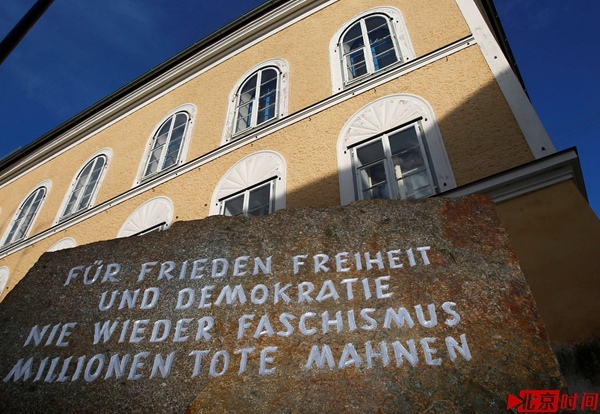 FÜR FRIEDEN FREIHEIT
UND DEMOKRATIE
NIE WIEDER FASCHISMUS
MILLIONEN TOTE MAHNEN
北京时间